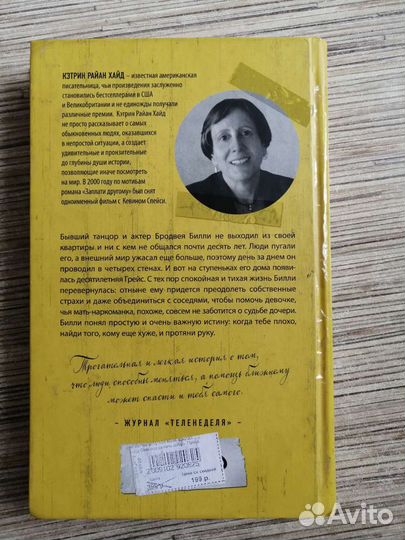 КЭТРИН РАЙАН ХАЙД – известная американская
писательница, чьи произведения заслуженно
становились бестселлерами в США
и Великобритании и не единожды получали
различные премии. Кэтрин Райан Хайд
не просто рассказывает о самых
обыкновенных людях, оказавшихся
в непростой ситуации, а создает
удивительные и пронзительные
до глубины души истории,
позволяющие иначе посмотреть
на мир. В 2000 году по мотивам
романа «Заплати другому» был снят
одноименный фильм с Кевином Спейси.
Бывший танцор и актер Бродвея Билли не выходил из своей
квартиры и ни с кем не общался почти десять лет. Люди пугали
его, а внешний мир ужасал еще больше, поэтому день за днем он
проводил в четырех стенах. И вот на ступеньках его дома появи-
лась десятилетняя Грейс. С тех пор спокойная и тихая жизнь Билли
перевернулась: отныне ему придется преодолеть собственные
страхи и даже объединиться с соседями, чтобы помочь девочке,
чья мать-наркоманка, похоже, совсем не заботится о судьбе дочери.
Билли понял простую и очень важную истину: когда тебе плохо,
найди того, кому еще хуже, и протяни руку.
Трогательная и легкая история о том,
что люди способны меняться, а помощь ближнему
может спасти и тебя самого.
– ЖУРНАЛ «ТЕЛЕНЕДЕЛЯ» –
2009102 920625
199 р.
Avito